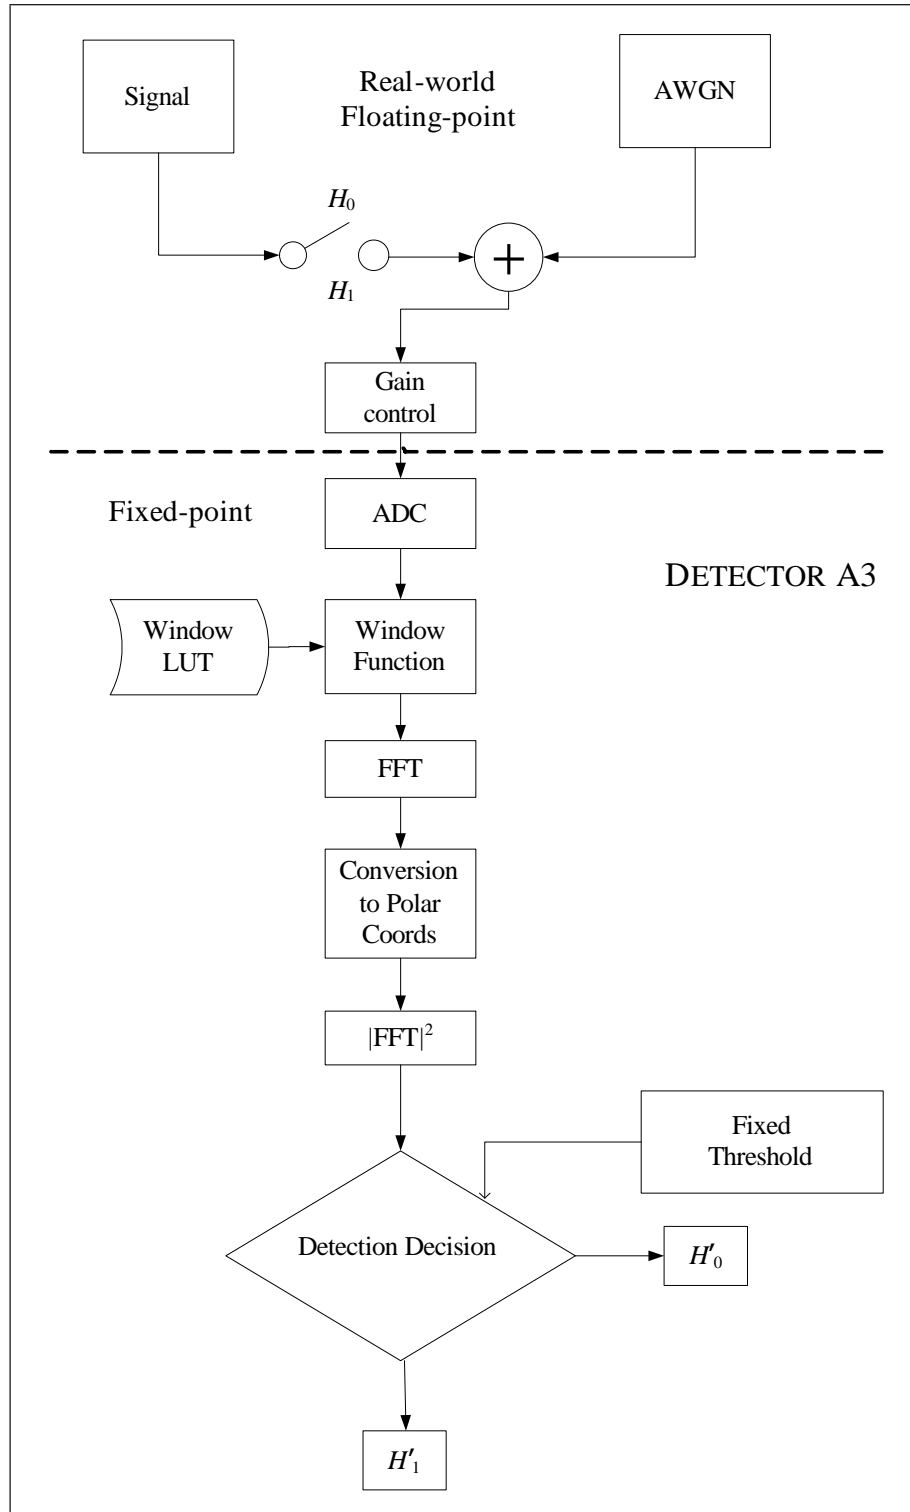 Signal
Real-world
Floating-point
AWGN
H₀
H₁
+
Gain
control
Fixed-point
ADC
DETECTOR A3
Window
LUT
Window
Function
FFT
Conversion
to Polar
Coords
|FFT|²
Fixed
Threshold
Detection Decision
H′₀
H′₁